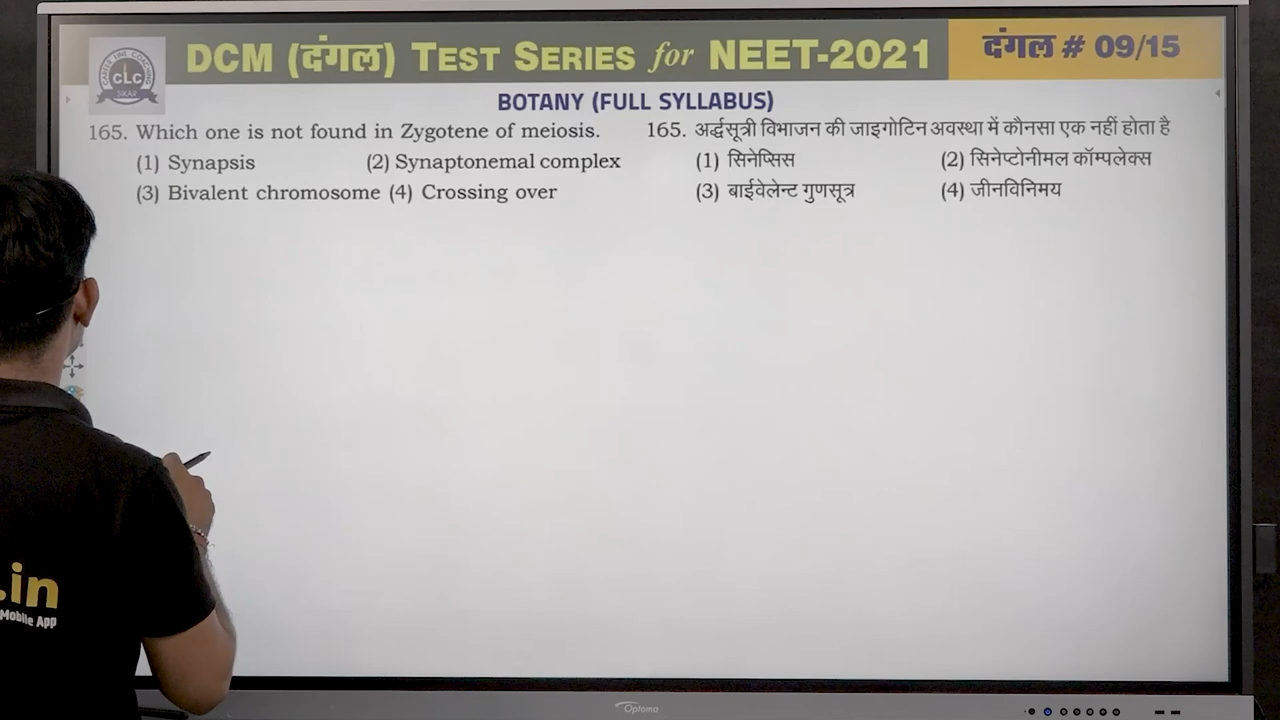 DCM (दंगल) TEST SERIES for NEET-2021
दंगल # 09/15
CLC
SIKAR
BOTANY (FULL SYLLABUS)
165. Which one is not found in Zygotene of meiosis.
(1) Synapsis (2) Synaptonemal complex
(3) Bivalent chromosome (4) Crossing over
165. अर्द्धसूत्री विभाजन की जाइगोटिन अवस्था में कौनसा एक नहीं होता है
(1) सिनेप्सिस (2) सिनेप्टोनीमल कॉम्पलेक्स
(3) बाईवेलेन्ट गुणसूत्र (4) जीनविनिमय
.in
Mobile App
Optoma